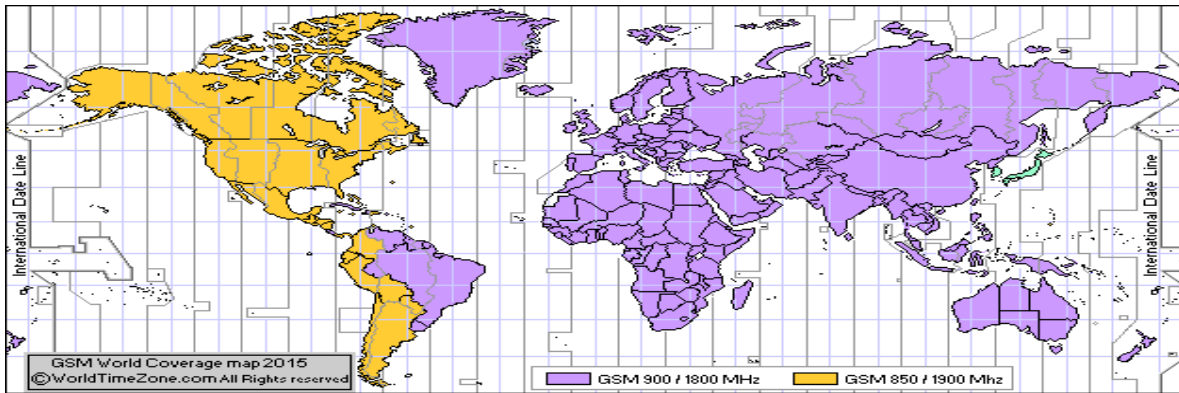 International Date Line
International Date Line
GSM World Coverage map 2015
©WorldTimeZone.com All Rights reserved
GSM 900 / 1800 MHz
GSM 850 / 1900 Mhz